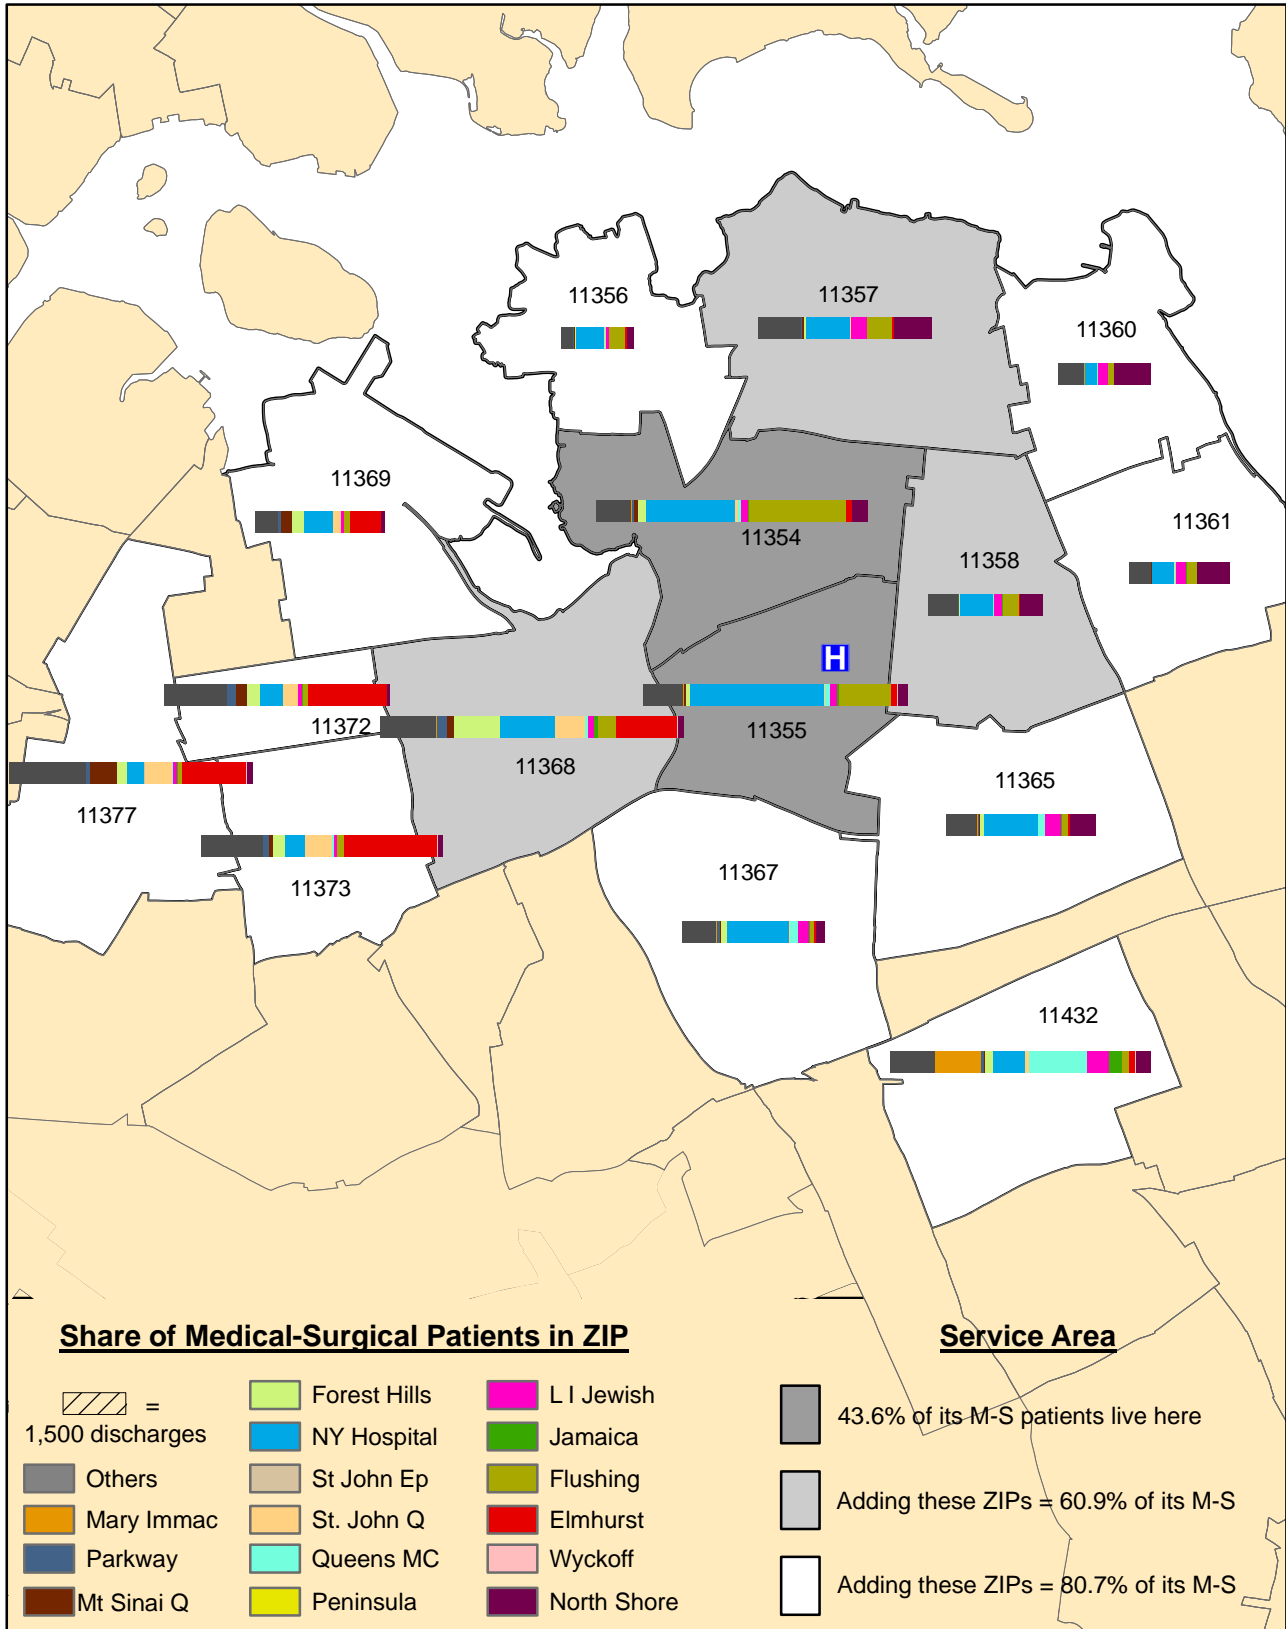 11356
11357
11360
11369
11354
11361
11358
H
11372
11355
11368
11365
11377
11373
11367
11432
Share of Medical-Surgical Patients in ZIP
=
1,500 discharges
Others
Mary Immac
Parkway
Mt Sinai Q
Forest Hills
NY Hospital
St John Ep
St. John Q
Queens MC
Peninsula
L I Jewish
Jamaica
Flushing
Elmhurst
Wyckoff
North Shore
Service Area
43.6% of its M-S patients live here
Adding these ZIPs = 60.9% of its M-S
Adding these ZIPs = 80.7% of its M-S